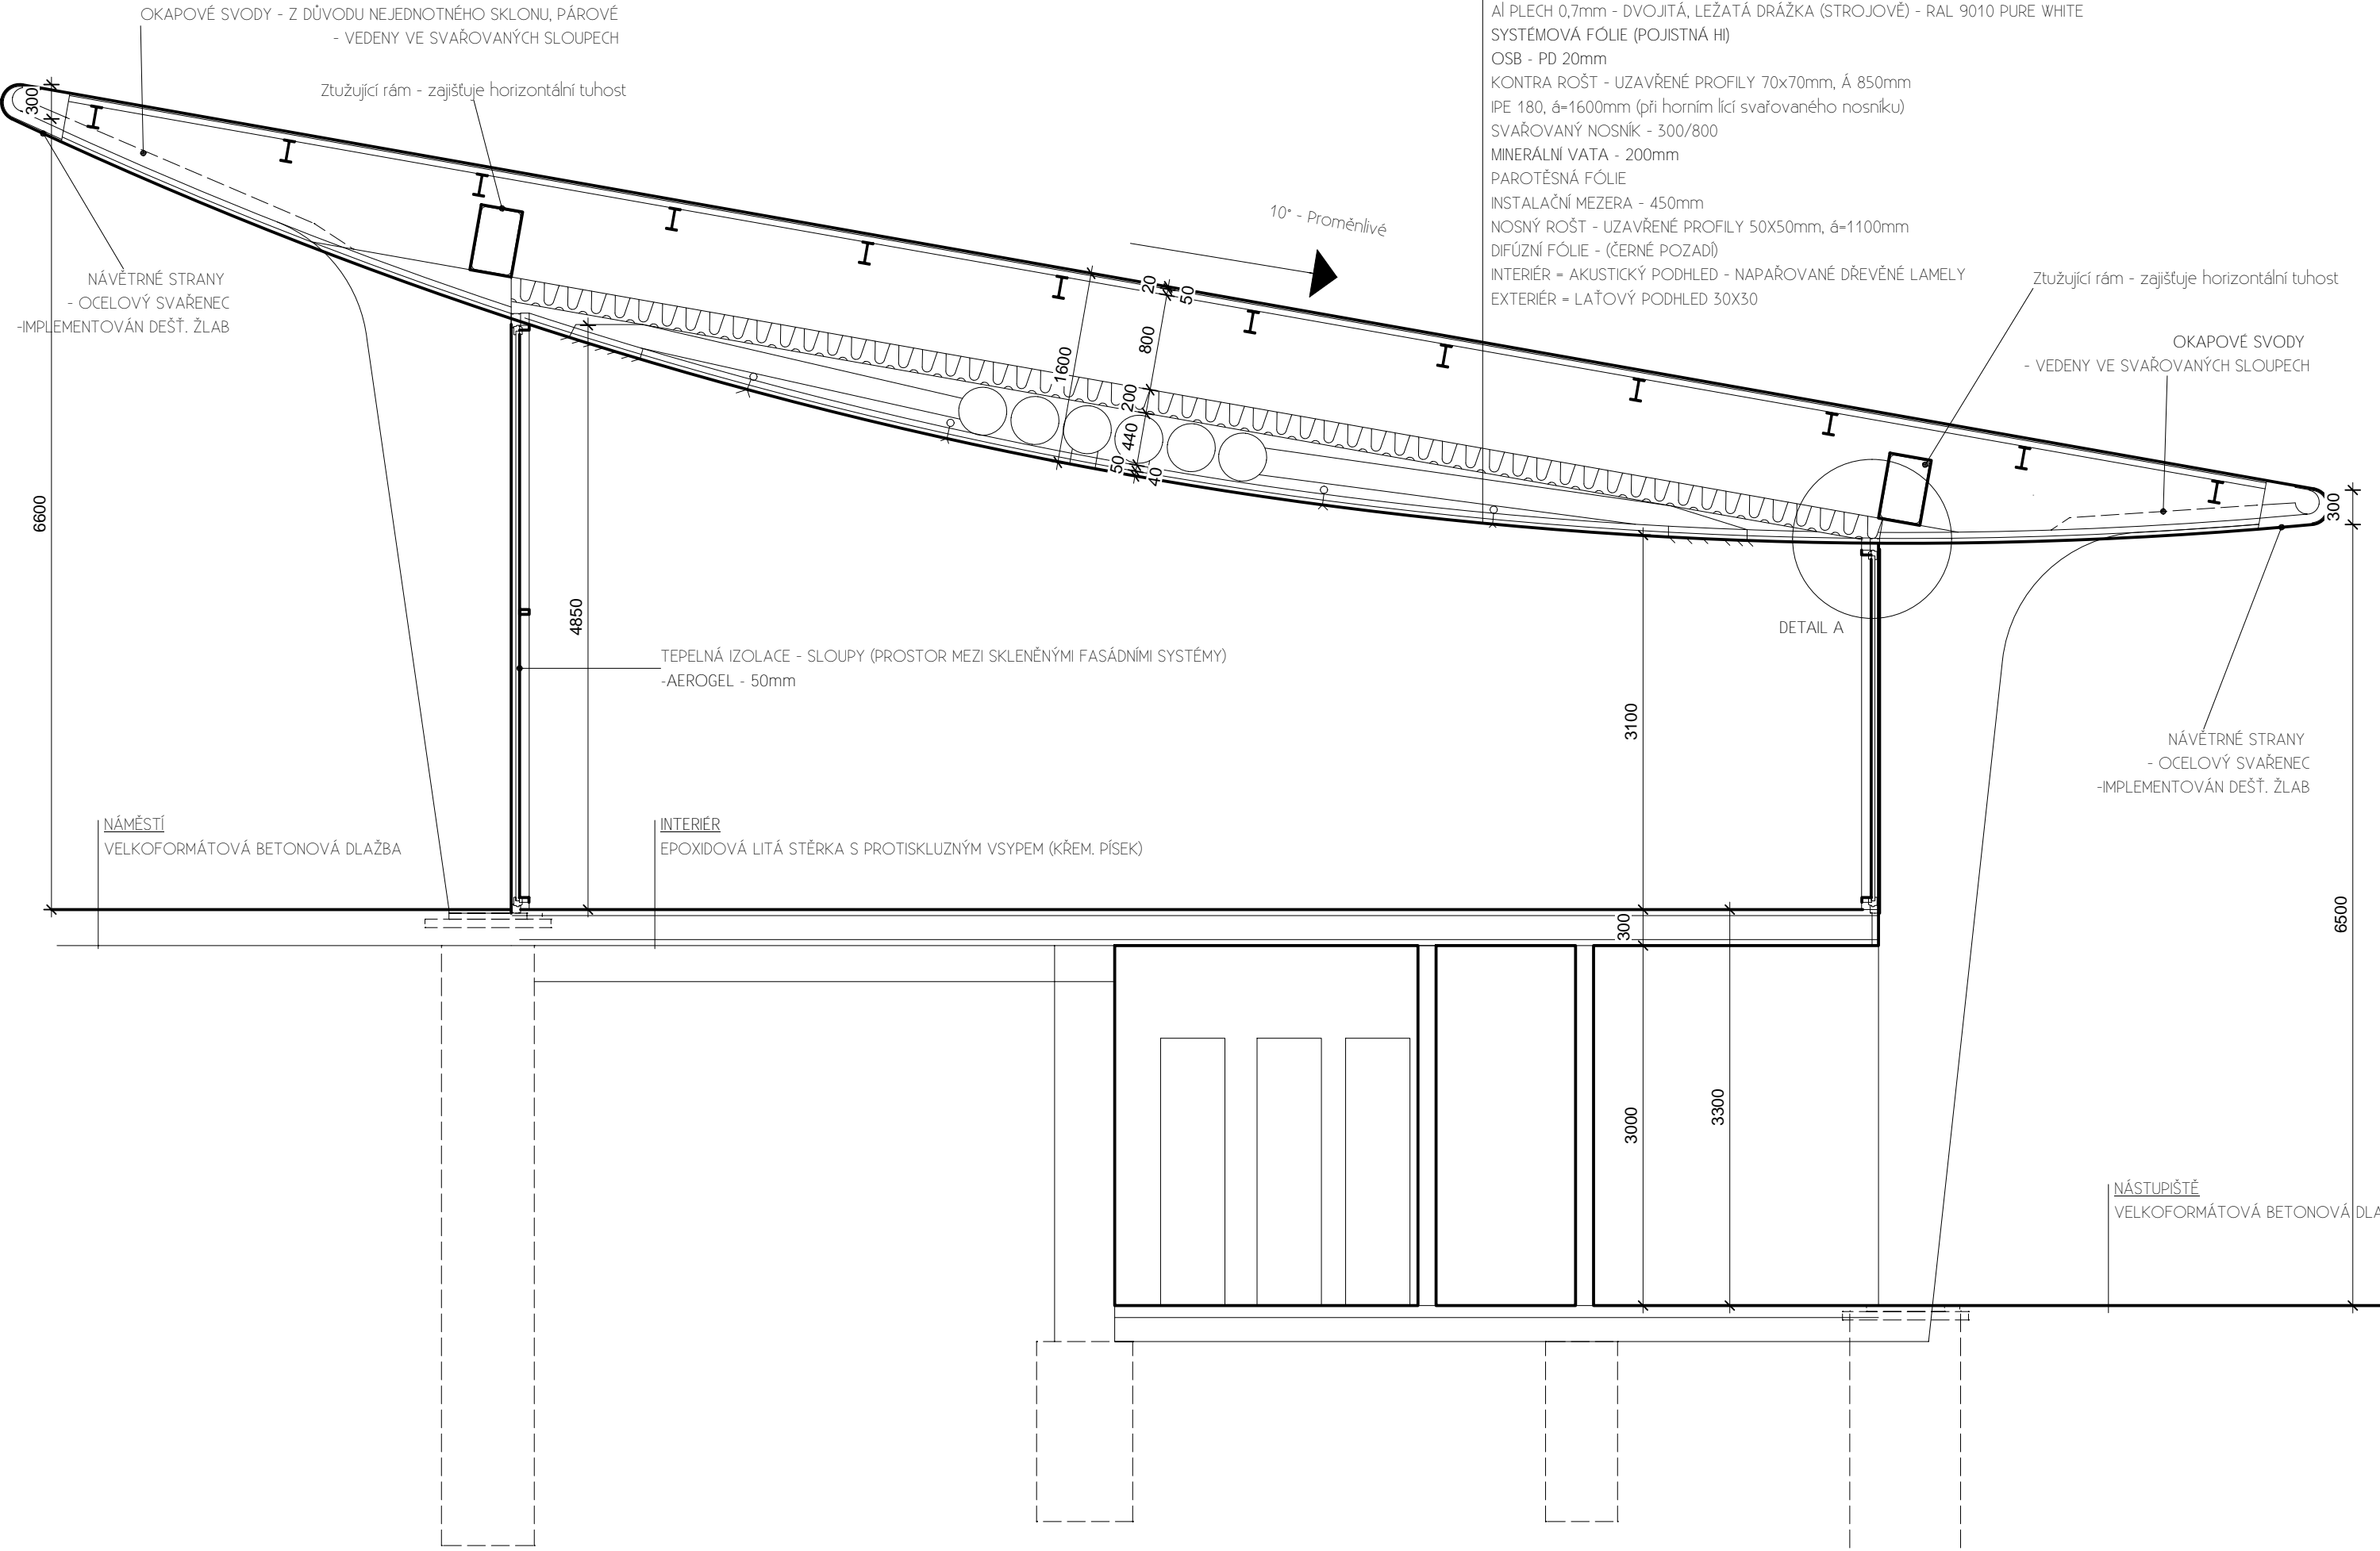 OKAPOVÉ SVODY - Z DŮVODU NEJEDNOTNÉHO SKLONU, PÁROVÉ
- VEDENY VE SVAŘOVANÝCH SLOUPECH
Ztužující rám - zajišťuje horizontální tuhost
300
Al PLECH 0,7mm - DVOJITÁ, LEŽATÁ DRÁŽKA (STROJOVĚ) - RAL 9010 PURE WHITE
SYSTÉMOVÁ FÓLIE (POJISTNÁ HI)
OSB - PD 20mm
KONTRA ROŠT - UZAVŘENÉ PROFILY 70x70mm, Á 850mm
IPE 180, á=1600mm (při horním lící svařovaného nosníku)
SVAŘOVANÝ NOSNÍK - 300/800
MINERÁLNÍ VATA - 200mm
PAROTĚSNÁ FÓLIE
INSTALAČNÍ MEZERA - 450mm
NOSNÝ ROŠT - UZAVŘENÉ PROFILY 50X50mm, á=1100mm
DIFÚZNÍ FÓLIE - (ČERNÉ POZADÍ)
INTERIÉR = AKUSTICKÝ PODHLED - NAPAŘOVANÉ DŘEVĚNÉ LAMELY
EXTERIÉR = LAŤOVÝ PODHLED 30X30
10° - Proměnlivé
NÁVĚTRNÉ STRANY
- OCELOVÝ SVAŘENEC
-IMPLEMENTOVÁN DEŠŤ. ŽLAB
Ztužující rám - zajišťuje horizontální tuhost
OKAPOVÉ SVODY
- VEDENY VE SVAŘOVANÝCH SLOUPECH
20
50
800
1600
200
440
50
40
300
6600
4850
DETAIL A
TEPELNÁ IZOLACE - SLOUPY (PROSTOR MEZI SKLENĚNÝMI FASÁDNÍMI SYSTÉMY)
-AEROGEL - 50mm
3100
NÁVĚTRNÉ STRANY
- OCELOVÝ SVAŘENEC
-IMPLEMENTOVÁN DEŠŤ. ŽLAB
NÁMĚSTÍ
VELKOFORMÁTOVÁ BETONOVÁ DLAŽBA
INTERIÉR
EPOXIDOVÁ LITÁ STĚRKA S PROTISKLUZNÝM VSYPEM (KŘEM. PÍSEK)
300
6500
3000
3300
NÁSTUPIŠTĚ
VELKOFORMÁTOVÁ BETONOVÁ DLA